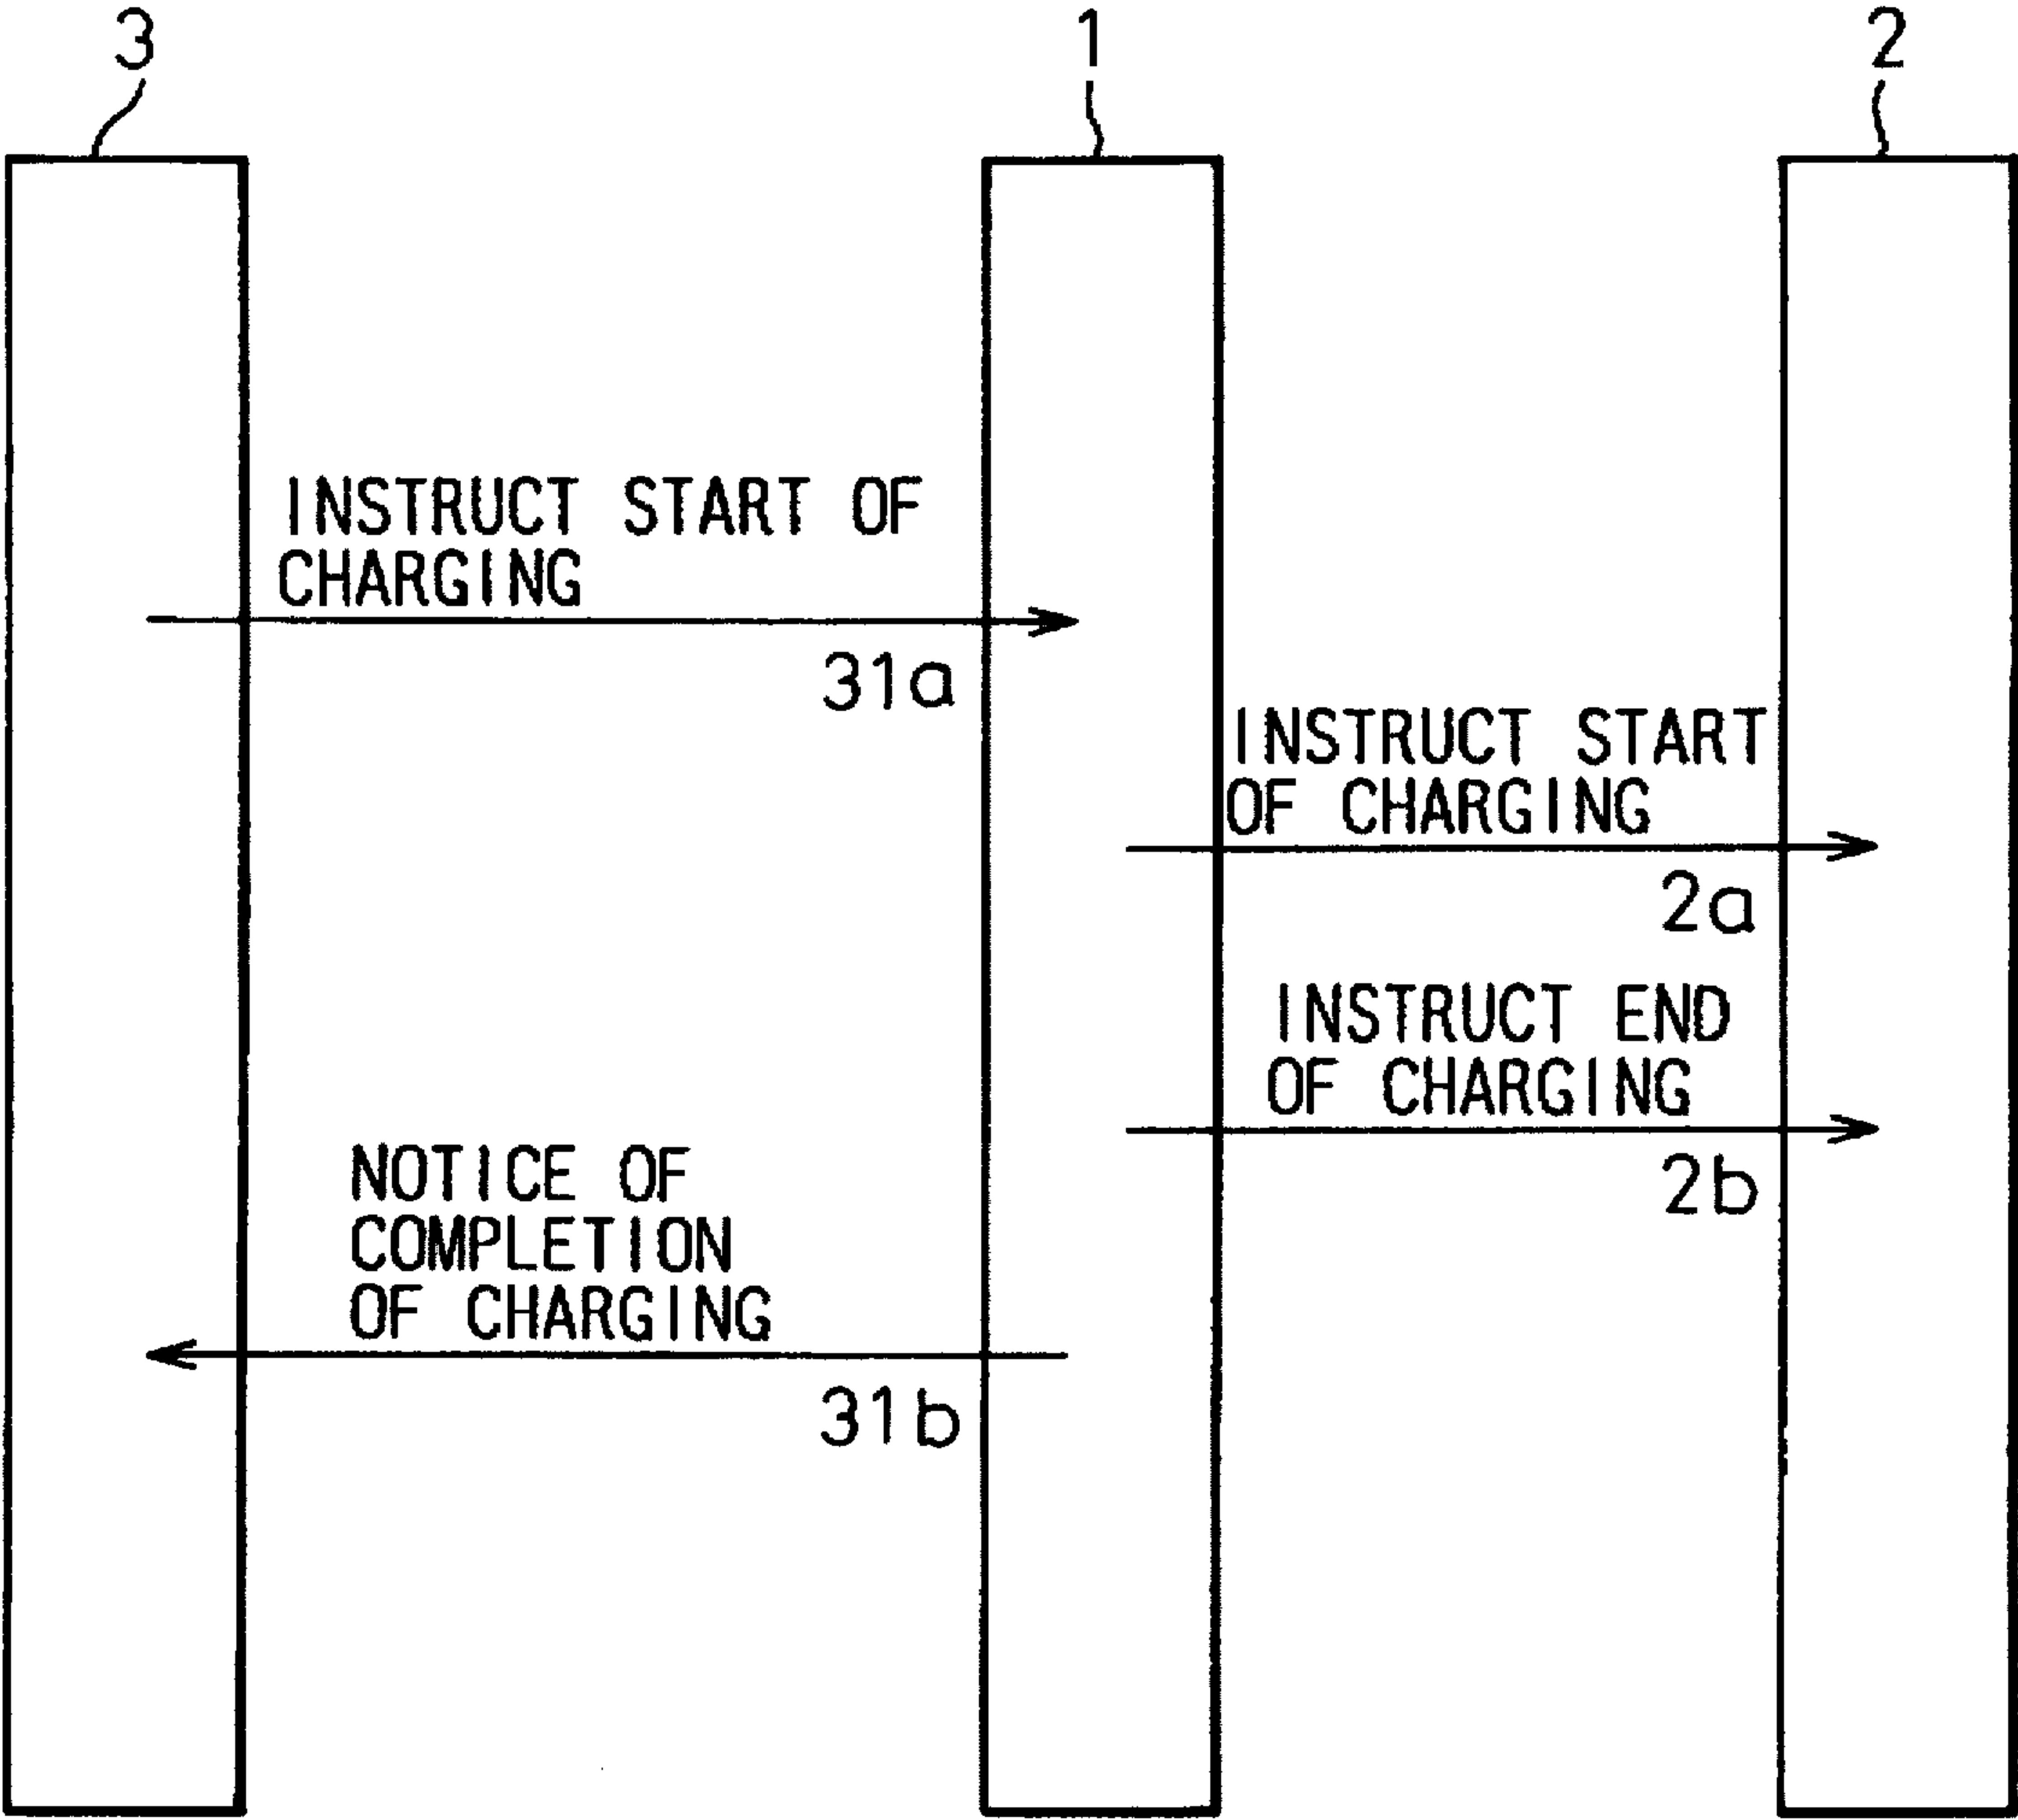 3
1
2
INSTRUCT START OF
CHARGING
31a
INSTRUCT START
OF CHARGING
2a
INSTRUCT END
OF CHARGING
2b
NOTICE OF
COMPLETION
OF CHARGING
31b